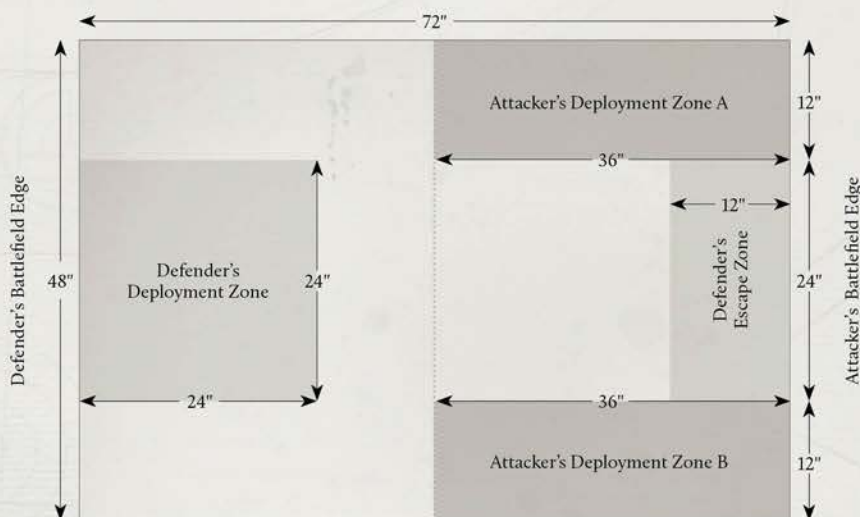 72"
Attacker's Deployment Zone A
12"
36"
12"
Defender's Battlefield Edge
48"
Defender's
Deployment Zone
24"
Defender's
Escape Zone
24"
Attacker's Battlefield Edge
24"
36"
Attacker's Deployment Zone B
12"